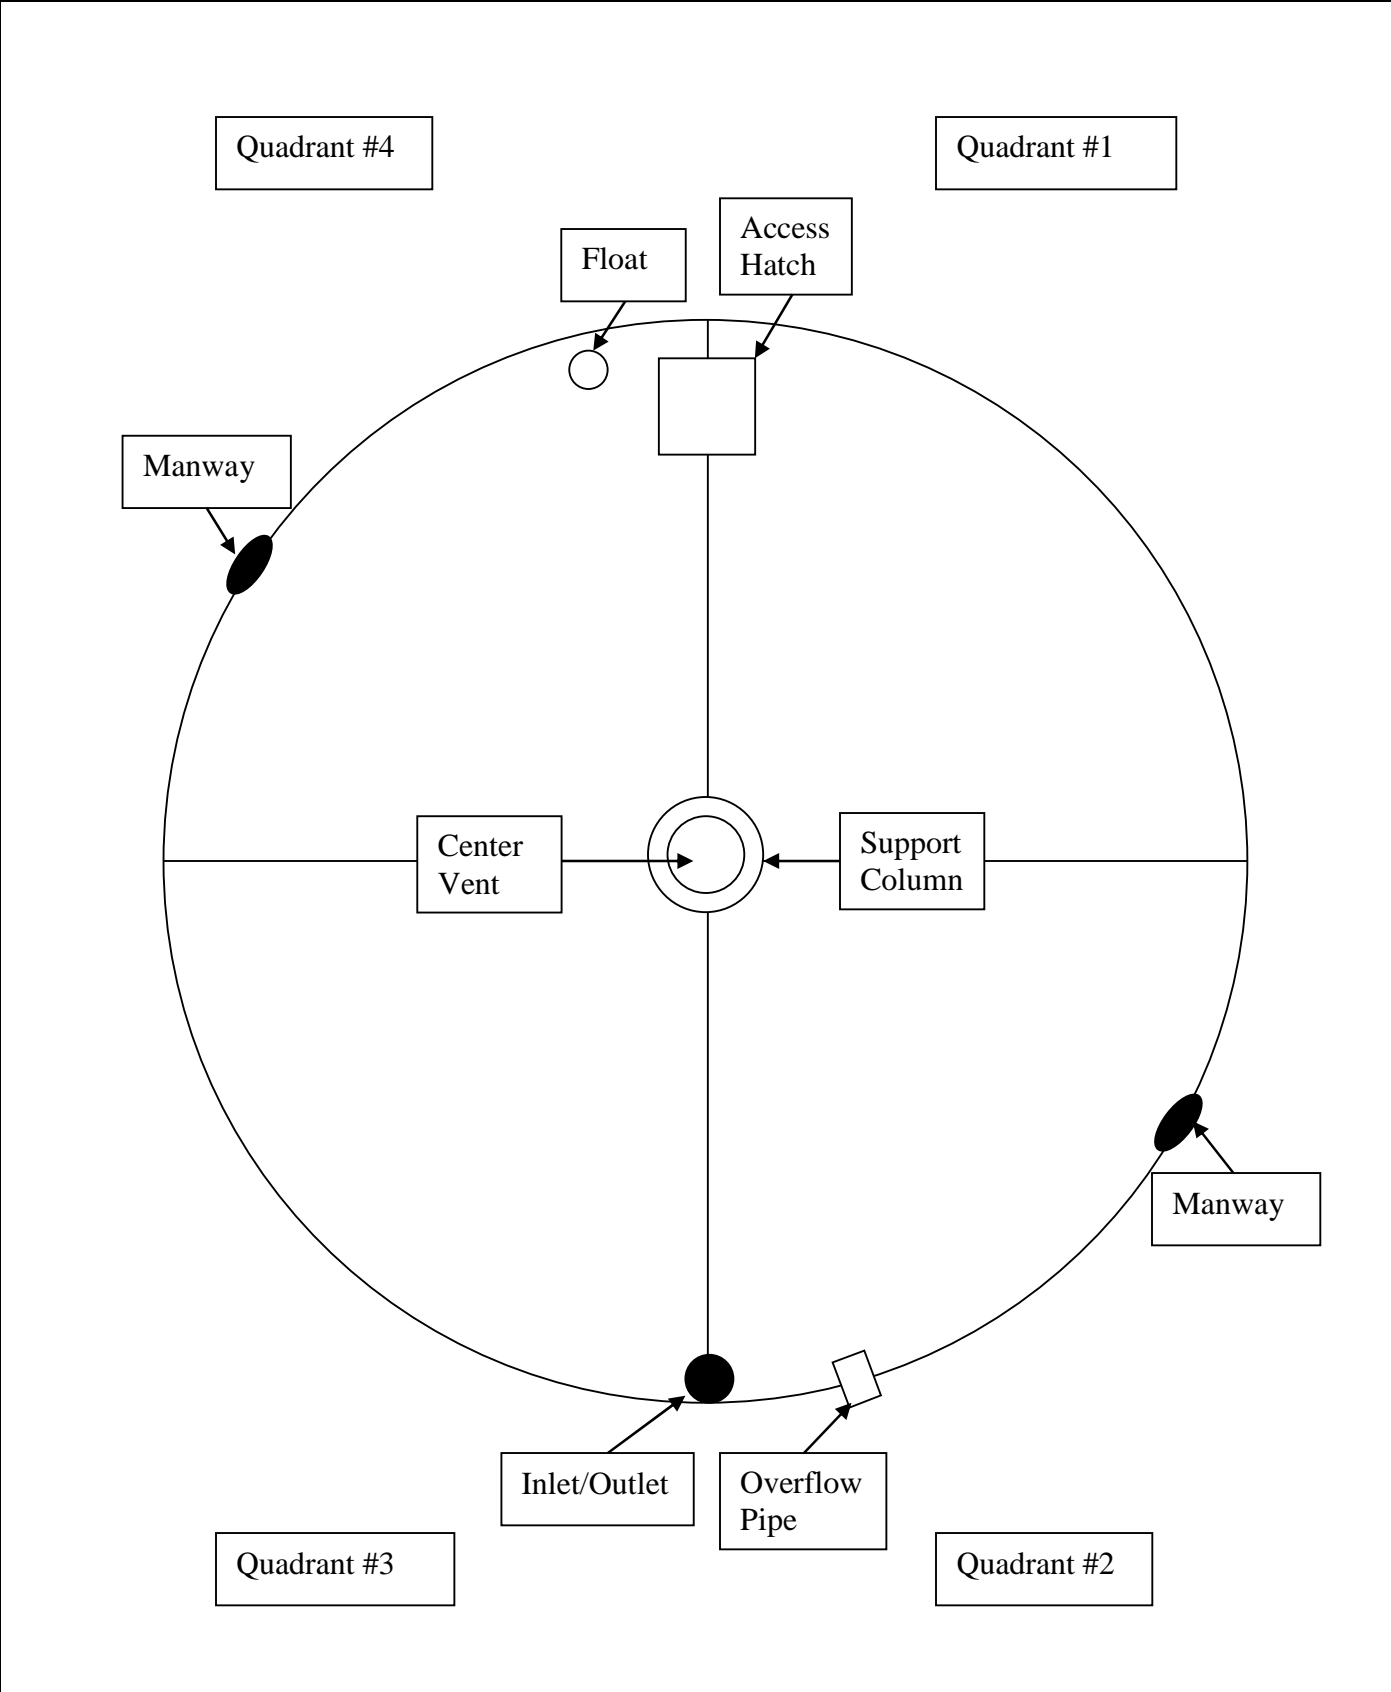 Quadrant #4
Quadrant #1
Access
Hatch
Float
Manway
Center
Vent
Support
Column
Manway
Inlet/Outlet
Overflow
Pipe
Quadrant #3
Quadrant #2